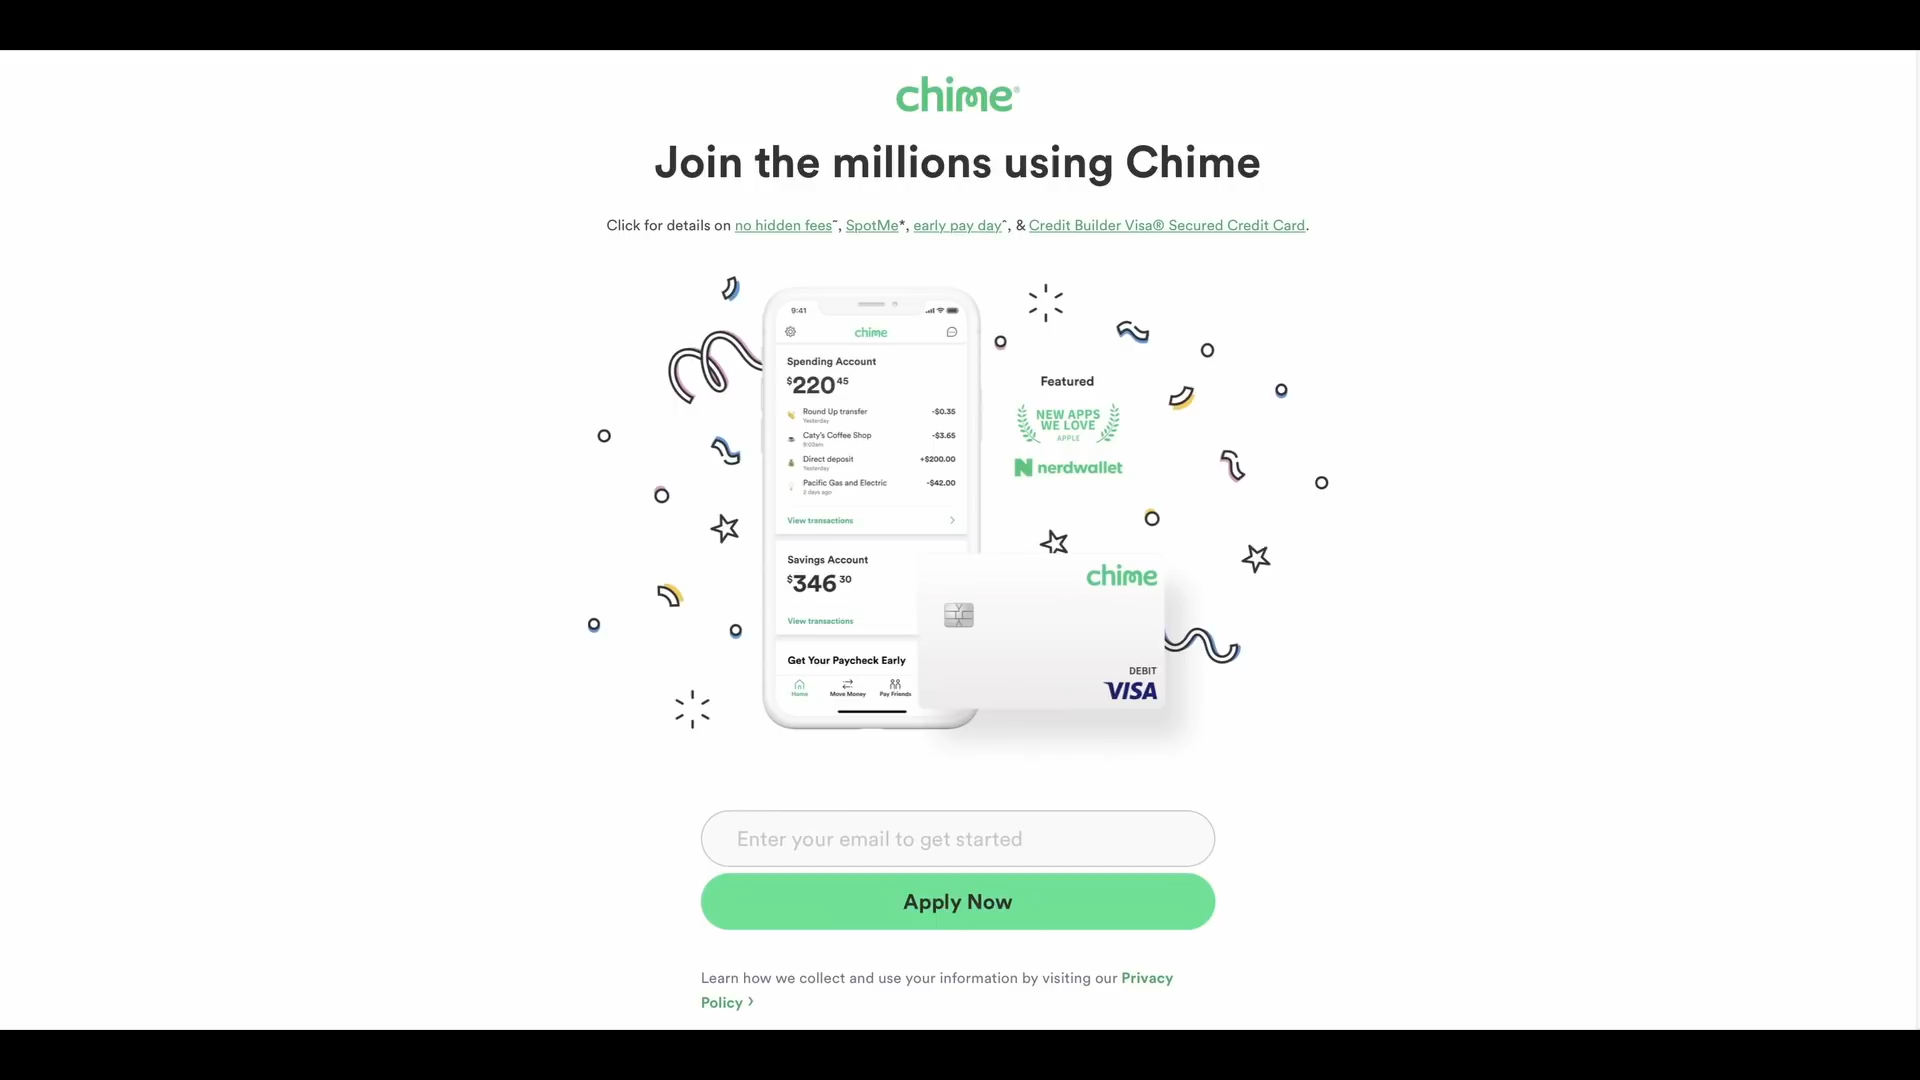 chime®
Join the millions using Chime
Click for details on no hidden fees˜, SpotMe*, early pay day^, & Credit Builder Visa® Secured Credit Card.
9:41
chime
Spending Account
$220.45
Round Up transfer -$0.35
Yesterday
Caty's Coffee Shop -$3.65
9:02am
Direct deposit +$200.00
Yesterday
Pacific Gas and Electric -$42.00
2 days ago
View transactions
Savings Account
$346.30
View transactions
Get Your Paycheck Early
Home Move Money Pay Friends
Featured
NEW APPS
WE LOVE
APPLE
N nerdwallet
chime
DEBIT
VISA
Enter your email to get started
Apply Now
Learn how we collect and use your information by visiting our Privacy
Policy